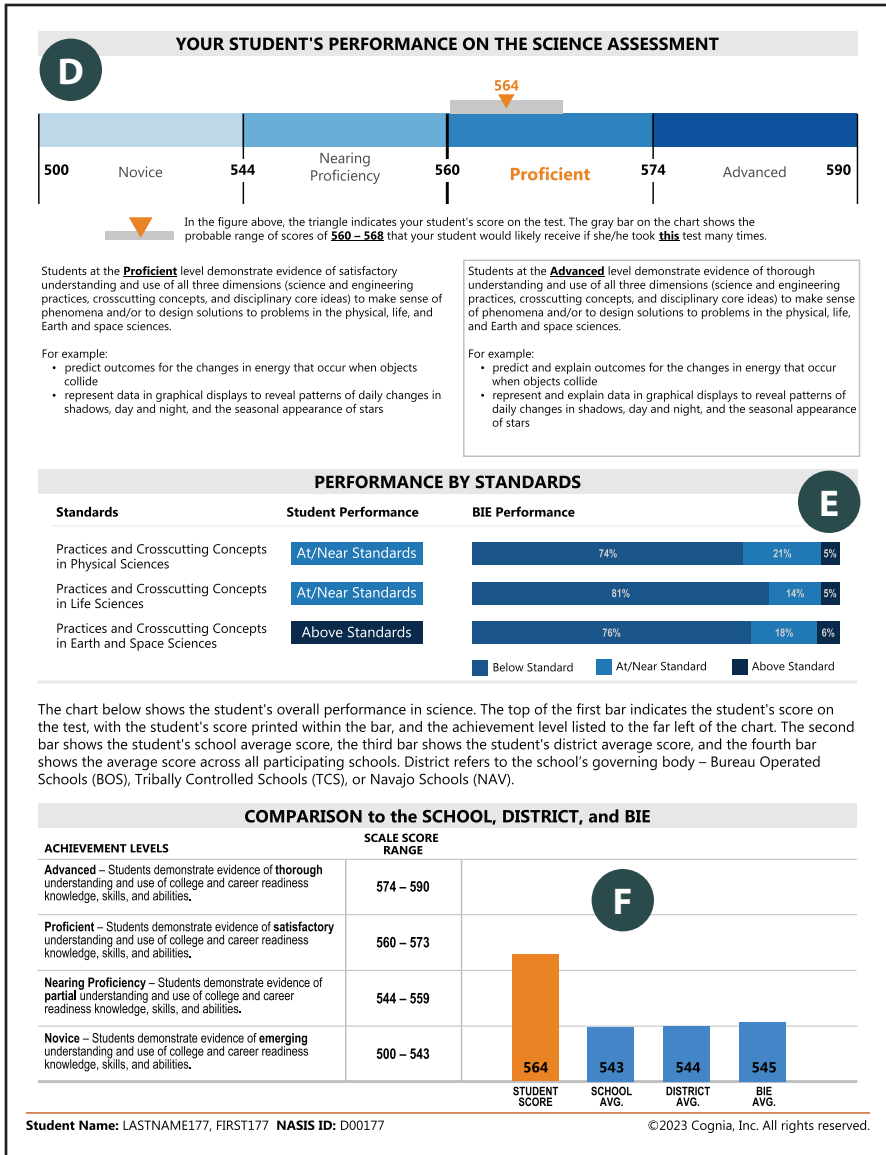 YOUR STUDENT'S PERFORMANCE ON THE SCIENCE ASSESSMENT
D
564
500 Novice 544 Nearing Proficiency 560 Proficient 574 Advanced 590
In the figure above, the triangle indicates your student's score on the test. The gray bar on the chart shows the
probable range of scores of 560 – 568 that your student would likely receive if she/he took this test many times.
Students at the Proficient level demonstrate evidence of satisfactory
understanding and use of all three dimensions (science and engineering
practices, crosscutting concepts, and disciplinary core ideas) to make sense of
phenomena and/or to design solutions to problems in the physical, life, and
Earth and space sciences.
For example:
• predict outcomes for the changes in energy that occur when objects
collide
• represent data in graphical displays to reveal patterns of daily changes in
shadows, day and night, and the seasonal appearance of stars
Students at the Advanced level demonstrate evidence of thorough
understanding and use of all three dimensions (science and engineering
practices, crosscutting concepts, and disciplinary core ideas) to make sense
of phenomena and/or to design solutions to problems in the physical, life,
and Earth and space sciences.
For example:
• predict and explain outcomes for the changes in energy that occur
when objects collide
• represent and explain data in graphical displays to reveal patterns of
daily changes in shadows, day and night, and the seasonal appearance
of stars
PERFORMANCE BY STANDARDS
E
Standards Student Performance BIE Performance
Practices and Crosscutting Concepts
in Physical Sciences
At/Near Standards
74% 21% 5%
Practices and Crosscutting Concepts
in Life Sciences
At/Near Standards
81% 14% 5%
Practices and Crosscutting Concepts
in Earth and Space Sciences
Above Standards
76% 18% 6%
Below Standard At/Near Standard Above Standard
The chart below shows the student's overall performance in science. The top of the first bar indicates the student's score on
the test, with the student's score printed within the bar, and the achievement level listed to the far left of the chart. The second
bar shows the student's school average score, the third bar shows the student's district average score, and the fourth bar
shows the average score across all participating schools. District refers to the school's governing body – Bureau Operated
Schools (BOS), Tribally Controlled Schools (TCS), or Navajo Schools (NAV).
COMPARISON to the SCHOOL, DISTRICT, and BIE
ACHIEVEMENT LEVELS
SCALE SCORE
RANGE
Advanced – Students demonstrate evidence of thorough
understanding and use of college and career readiness
knowledge, skills, and abilities.
574 – 590
F
Proficient – Students demonstrate evidence of satisfactory
understanding and use of college and career readiness
knowledge, skills, and abilities.
560 – 573
Nearing Proficiency – Students demonstrate evidence of
partial understanding and use of college and career
readiness knowledge, skills, and abilities.
544 – 559
Novice – Students demonstrate evidence of emerging
understanding and use of college and career readiness
knowledge, skills, and abilities.
500 – 543
564 543 544 545
STUDENT SCORE
SCHOOL AVG.
DISTRICT AVG.
BIE AVG.
Student Name: LASTNAME177, FIRST177 NASIS ID: D00177
©2023 Cognia, Inc. All rights reserved.